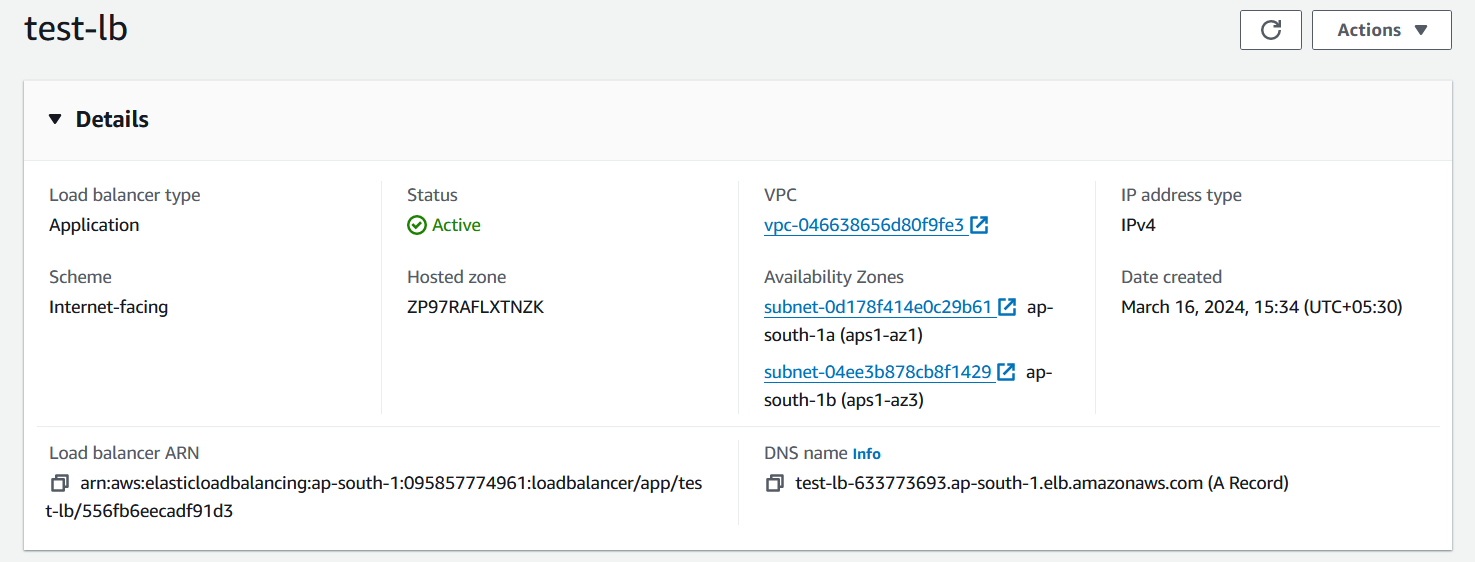 test-lb
Actions
Details
Load balancer type
Application
Status
Active
VPC
vpc-046638656d80f9fe3
IP address type
IPv4
Scheme
Internet-facing
Hosted zone
ZP97RAFLXTNZK
Availability Zones
subnet-0d178f414e0c29b61 ap-
south-1a (aps1-az1)
subnet-04ee3b878cb8f1429 ap-
south-1b (aps1-az3)
Date created
March 16, 2024, 15:34 (UTC+05:30)
Load balancer ARN
arn:aws:elasticloadbalancing:ap-south-1:095857774961:loadbalancer/app/tes
t-lb/556fb6eecadf91d3
DNS name Info
test-lb-633773693.ap-south-1.elb.amazonaws.com (A Record)